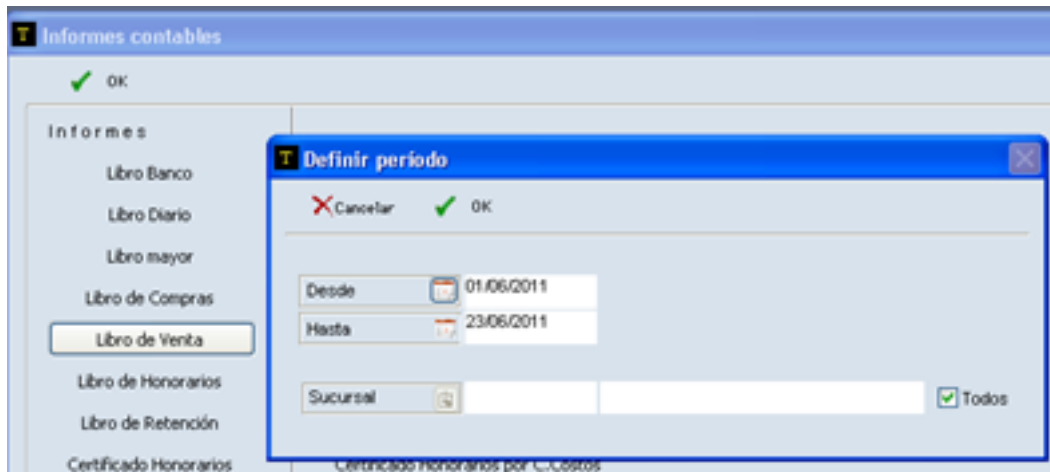 T Informes contables
OK
Informes
Libro Banco
Libro Diario
Libro mayor
Libro de Compras
Libro de Venta
Libro de Honorarios
Libro de Retención
Certificado Honorarios
T Definir período
Cancelar OK
Desde 01/06/2011
Hasta 23/06/2011
Sucursal Todos
Certificado Honorarios por C.Costos